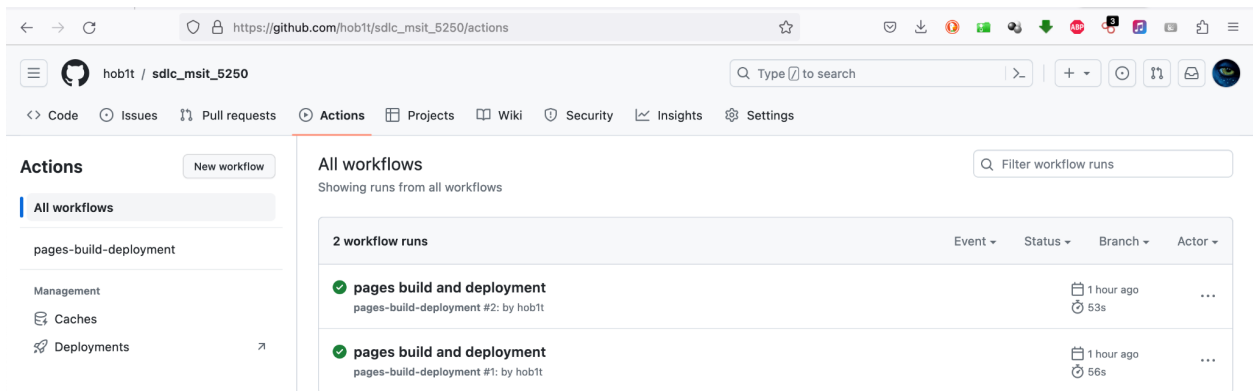 https://github.com/hob1t/sdlc_msit_5250/actions
ABP
3
hob1t / sdlc_msit_5250
Type / to search
Code Issues Pull requests Actions Projects Wiki Security Insights Settings
Actions
New workflow
All workflows
pages-build-deployment
Management
Caches
Deployments
All workflows
Showing runs from all workflows
Filter workflow runs
2 workflow runs Event Status Branch Actor
pages build and deployment
pages-build-deployment #2: by hob1t
1 hour ago
53s
pages build and deployment
pages-build-deployment #1: by hob1t
1 hour ago
56s